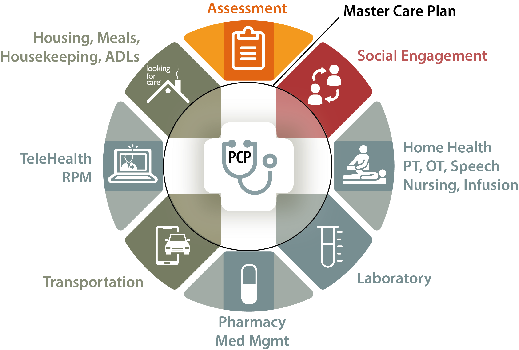 Assessment
Master Care Plan
Housing, Meals,
Housekeeping, ADLs
looking
for
care
Social Engagement
TeleHealth
RPM
PCP
Home Health
PT, OT, Speech
Nursing, Infusion
Transportation
Laboratory
Pharmacy
Med Mgmt